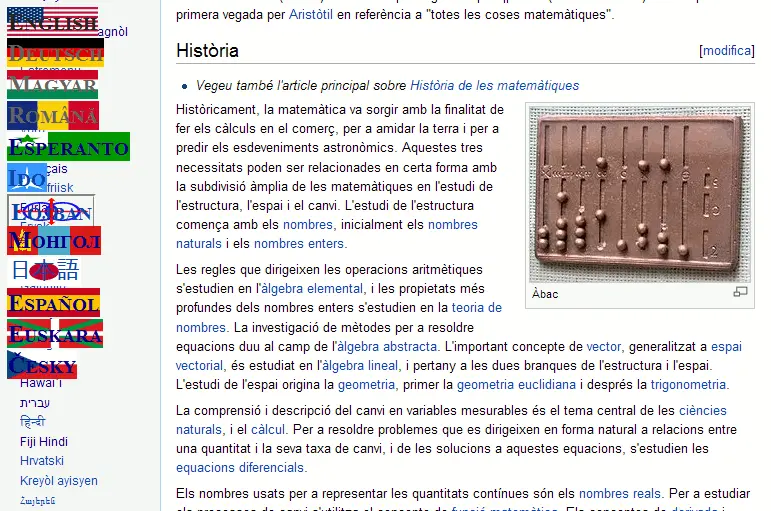 primera vegada per Aristòtil en referència a "totes les coses matemàtiques".
Història
[modifica]
Vegeu també l'article principal sobre Història de les matemàtiques
Històricament, la matemàtica va sorgir amb la finalitat de
fer els càlculs en el comerç, per a amidar la terra i per a
predir els esdeveniments astronòmics. Aquestes tres
necessitats poden ser relacionades en certa forma amb
la subdivisió àmplia de les matemàtiques en l'estudi de
l'estructura, l'espai i el canvi. L'estudi de l'estructura
comença amb els nombres, inicialment els nombres
naturals i els nombres enters.
Àbac
Les regles que dirigeixen les operacions aritmètiques
s'estudien en l'àlgebra elemental, i les propietats més
profundes dels nombres enters s'estudien en la teoria de
nombres. La investigació de mètodes per a resoldre
equacions duu al camp de l'àlgebra abstracta. L'important concepte de vector, generalitzat a espai
vectorial, és estudiat en l'àlgebra lineal, i pertany a les dues branques de l'estructura i l'espai.
L'estudi de l'espai origina la geometria, primer la geometria euclidiana i després la trigonometria.
La comprensió i descripció del canvi en variables mesurables és el tema central de les ciències
naturals, i el càlcul. Per a resoldre problemes que es dirigeixen en forma natural a relacions entre
una quantitat i la seva taxa de canvi, i de les solucions a aquestes equacions, s'estudien les
equacions diferencials.
Els nombres usats per a representar les quantitats contínues són els nombres reals. Per a estudiar
English
Deutsch
Magyar
Română
Esperanto
Ido
Lojban
Монгол
日本語
Español
Euskara
Česky
Hawai`i
עברית
हिन्दी
Fiji Hindi
Hrvatski
Kreyòl ayisyen
Հայերեն